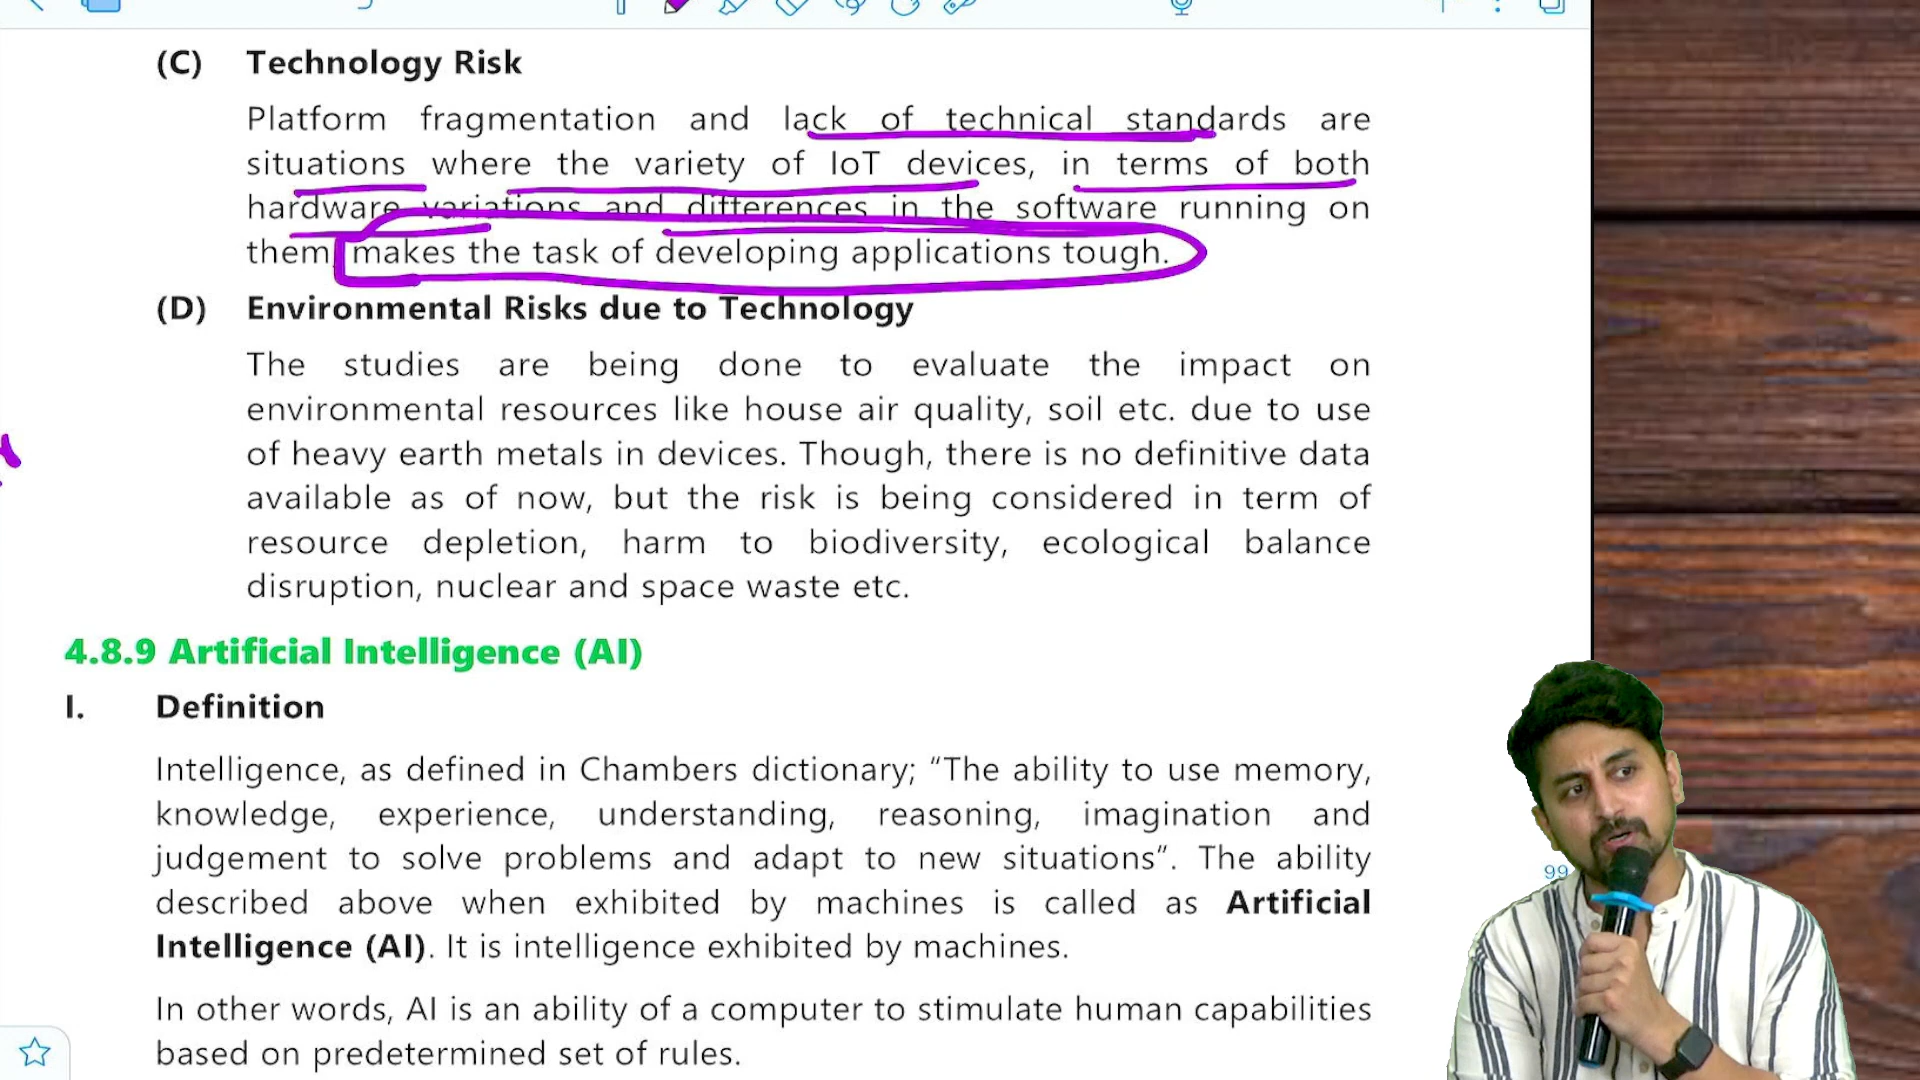 (C) Technology Risk
Platform fragmentation and lack of technical standards are
situations where the variety of IoT devices, in terms of both
hardware variations and differences in the software running on
them, makes the task of developing applications tough.
(D) Environmental Risks due to Technology
The studies are being done to evaluate the impact on
environmental resources like house air quality, soil etc. due to use
of heavy earth metals in devices. Though, there is no definitive data
available as of now, but the risk is being considered in term of
resource depletion, harm to biodiversity, ecological balance
disruption, nuclear and space waste etc.
4.8.9 Artificial Intelligence (AI)
I. Definition
Intelligence, as defined in Chambers dictionary; “The ability to use memory,
knowledge, experience, understanding, reasoning, imagination and
judgement to solve problems and adapt to new situations”. The ability
described above when exhibited by machines is called as Artificial
Intelligence (AI). It is intelligence exhibited by machines.
In other words, AI is an ability of a computer to stimulate human capabilities
based on predetermined set of rules.
99